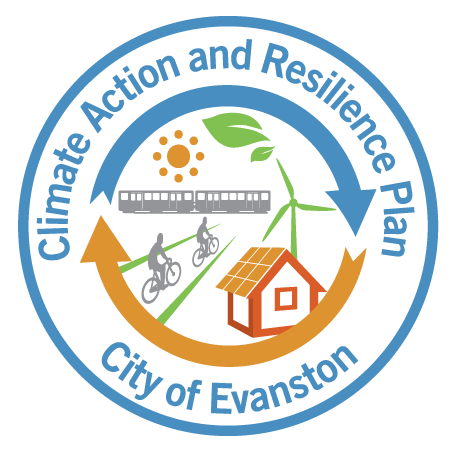 Climate Action and Resilience Plan
City of Evanston